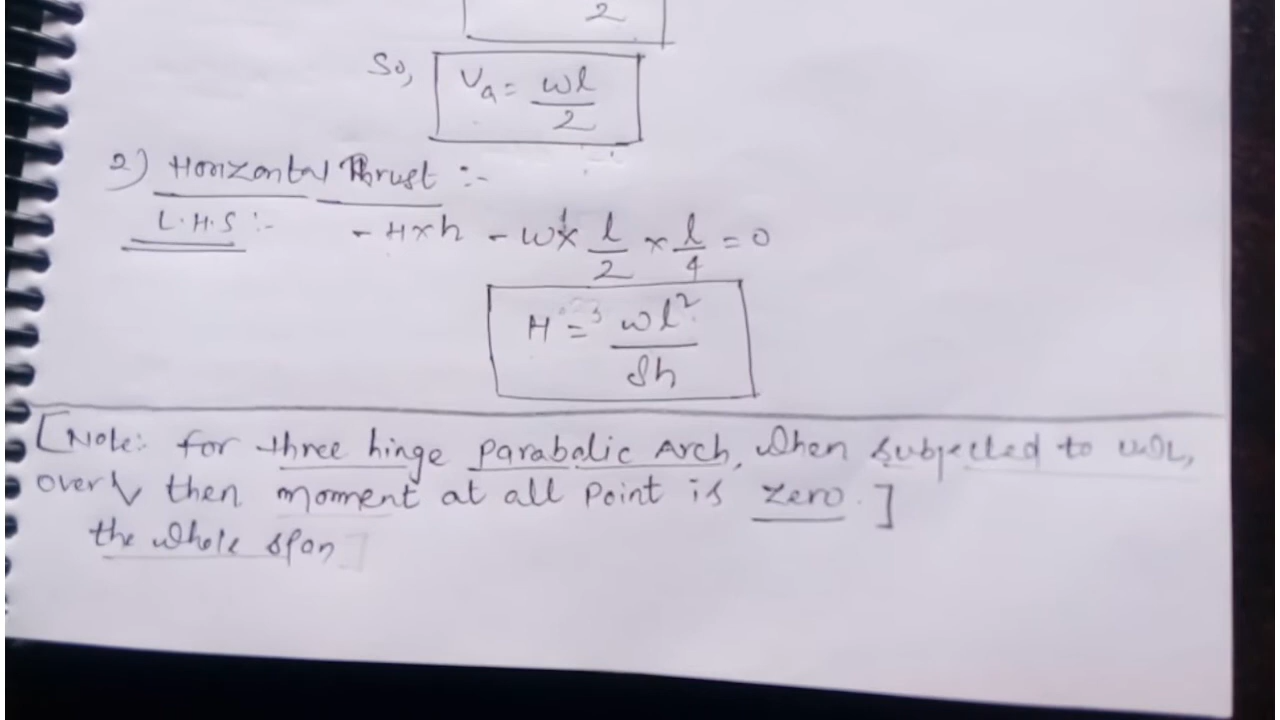 2
So, Va = wl/2
2) Horizontal Thrust :-
L.H.S :- - H×h - w× l/2 × l/4 = 0
H = wl²/8h
[Note: for three hinge parabolic Arch, When subjected to UDL,
over then moment at all Point is zero.]
the whole span